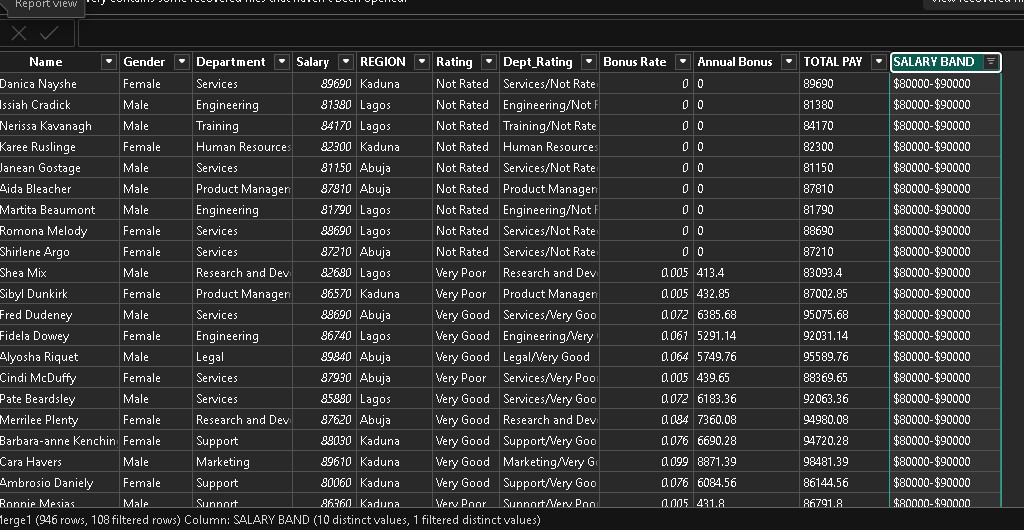 Report view
contains some recovered files that haven't been opened.
Name Gender Department Salary REGION Rating Dept_Rating Bonus Rate Annual Bonus TOTAL PAY SALARY BAND
Danica Nayshe Female Services 89690 Kaduna Not Rated Services/Not Rate 0 0 89690 $80000-$90000
Issiah Cradick Male Engineering 81380 Lagos Not Rated Engineering/Not R 0 0 81380 $80000-$90000
Nerissa Kavanagh Male Training 84170 Lagos Not Rated Training/Not Rate 0 0 84170 $80000-$90000
Karee Ruslinge Female Human Resources 82300 Kaduna Not Rated Human Resources 0 0 82300 $80000-$90000
Janean Gostage Male Services 81150 Abuja Not Rated Services/Not Rate 0 0 81150 $80000-$90000
Aida Bleacher Male Product Managen 87810 Abuja Not Rated Product Managen 0 0 87810 $80000-$90000
Martita Beaumont Male Engineering 81790 Lagos Not Rated Engineering/Not R 0 0 81790 $80000-$90000
Romona Melody Female Services 88690 Lagos Not Rated Services/Not Rate 0 0 88690 $80000-$90000
Shirlene Argo Female Services 87210 Abuja Not Rated Services/Not Rate 0 0 87210 $80000-$90000
Shea Mix Male Research and Dev 82680 Lagos Very Poor Research and Dev 0.005 413.4 83093.4 $80000-$90000
Sibyl Dunkirk Female Product Managen 86570 Kaduna Very Poor Product Managen 0.005 432.85 87002.85 $80000-$90000
Fred Dudeney Male Services 88690 Abuja Very Good Services/Very Goo 0.072 6385.68 95075.68 $80000-$90000
Fidela Dowey Female Engineering 86740 Lagos Very Good Engineering/Very 0.061 5291.14 92031.14 $80000-$90000
Alyosha Riquet Male Legal 89840 Abuja Very Good Legal/Very Good 0.064 5749.76 95589.76 $80000-$90000
Cindi McDuffy Female Services 87930 Abuja Very Poor Services/Very Poo 0.005 439.65 88369.65 $80000-$90000
Pate Beardsley Male Services 85880 Lagos Very Good Services/Very Goo 0.072 6183.36 92063.36 $80000-$90000
Merrilee Plenty Female Research and Dev 87620 Abuja Very Good Research and Dev 0.084 7360.08 94980.08 $80000-$90000
Barbara-anne Kenchin Female Support 88030 Kaduna Very Good Support/Very Goo 0.076 6690.28 94720.28 $80000-$90000
Cara Havers Male Marketing 89610 Kaduna Very Good Marketing/Very G 0.099 8871.39 98481.39 $80000-$90000
Ambrosio Daniely Female Support 80060 Kaduna Very Good Support/Very Goo 0.076 6084.56 86144.56 $80000-$90000
Ronnie Mesias Male Support 86360 Kaduna Very Poor Support/Very Poo 0.005 431.8 86791.8 $80000-$90000
Merge1 (946 rows, 108 filtered rows) Column: SALARY BAND (10 distinct values, 1 filtered distinct values)